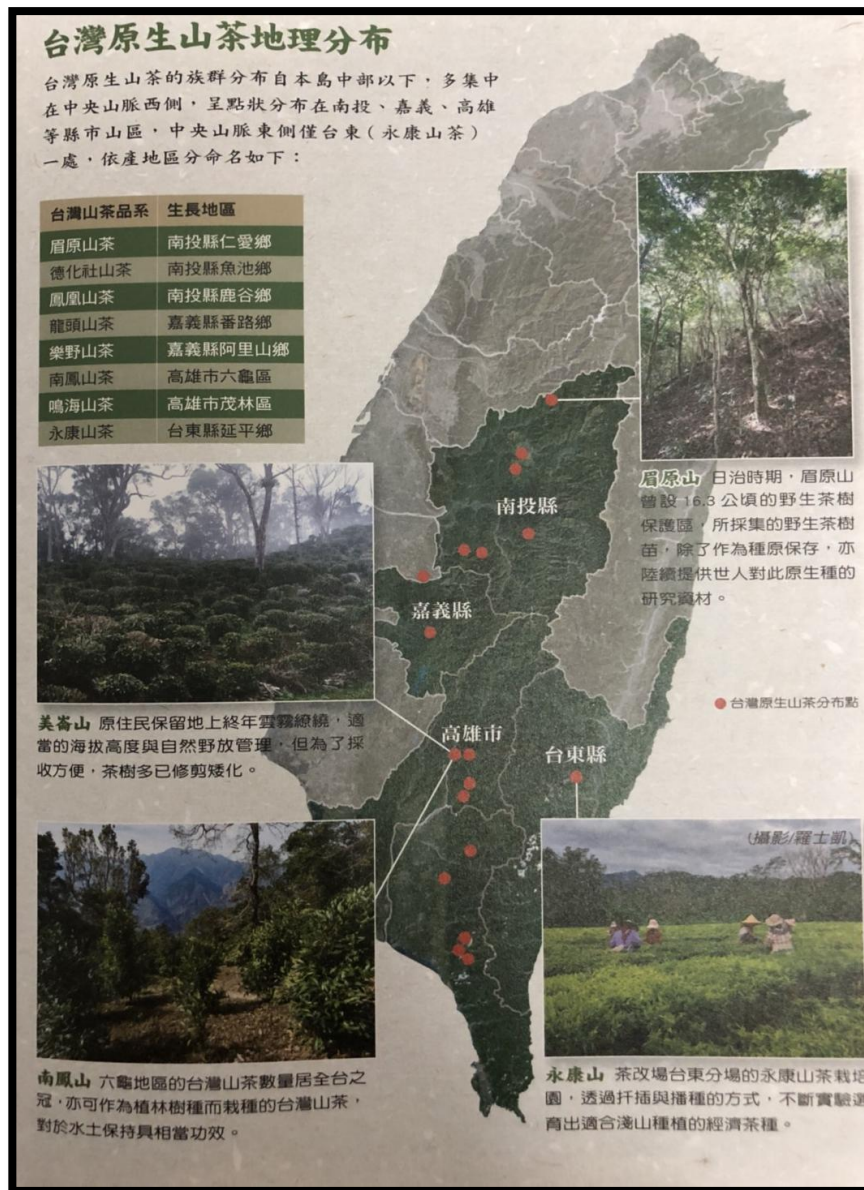 台灣原生山茶地理分布
台灣原生山茶的族群分布自本島中部以下，多集中
在中央山脈西側，呈點狀分布在南投、嘉義、高雄
等縣市山區，中央山脈東側僅台東（永康山茶）
一處，依產地區分命名如下：
台灣山茶品系 生長地區
眉原山茶 南投縣仁愛鄉
德化社山茶 南投縣魚池鄉
鳳凰山茶 南投縣鹿谷鄉
龍頭山茶 嘉義縣番路鄉
樂野山茶 嘉義縣阿里山鄉
南鳳山茶 高雄市六龜區
鳴海山茶 高雄市茂林區
永康山茶 台東縣延平鄉
眉原山 日治時期，眉原山
曾設 16.3 公頃的野生茶樹
保護區，所採集的野生茶樹
苗，除了作為種原保存，亦
陸續提供世人對此原生種的
研究資材。
南投縣
嘉義縣
台灣原生山茶分布點
美崙山 原住民保留地上終年雲霧繚繞，適
當的海拔高度與自然野放管理，但為了採
收方便，茶樹多已修剪矮化。
高雄市
台東縣
（攝影/羅士凱）
南鳳山 六龜地區的台灣山茶數量居全台之
冠，亦可作為植林樹種而栽種的台灣山茶，
對於水土保持具相當功效。
永康山 茶改場台東分場的永康山茶栽培
園，透過扦插與播種的方式，不斷實驗選
育出適合淺山種植的經濟茶種。